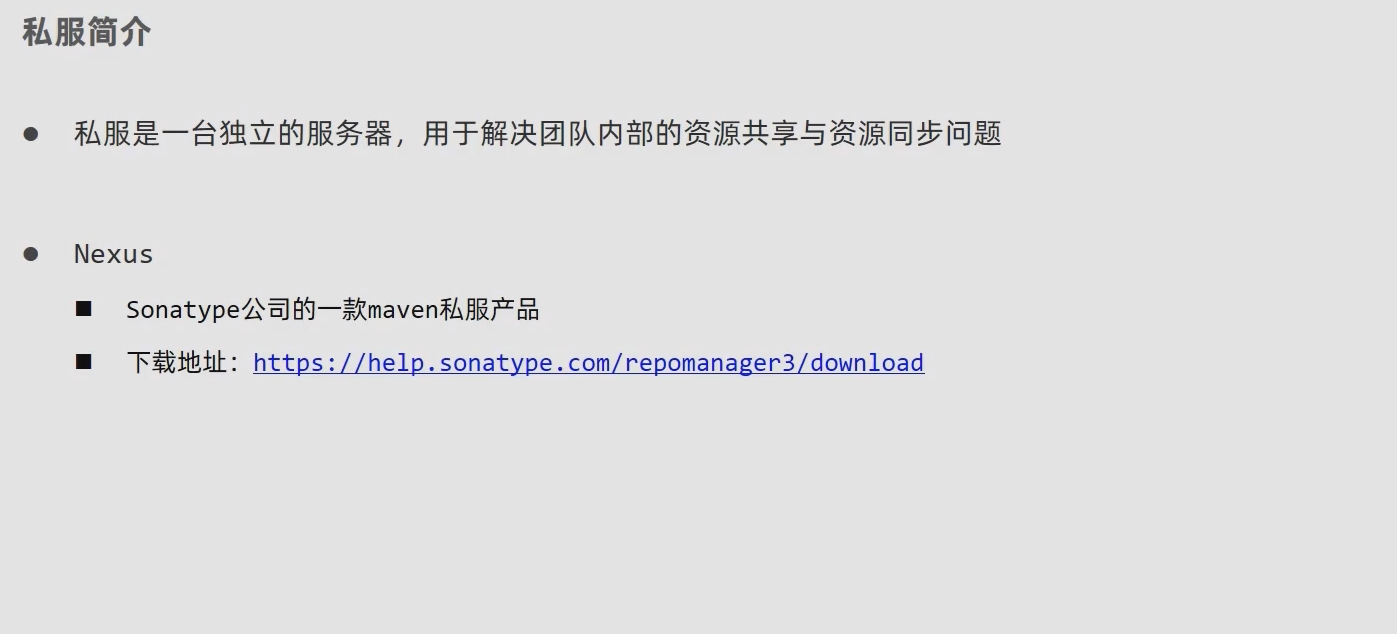 私服简介
● 私服是一台独立的服务器，用于解决团队内部的资源共享与资源同步问题
● Nexus
■ Sonatype公司的一款maven私服产品
■ 下载地址：https://help.sonatype.com/repomanager3/download